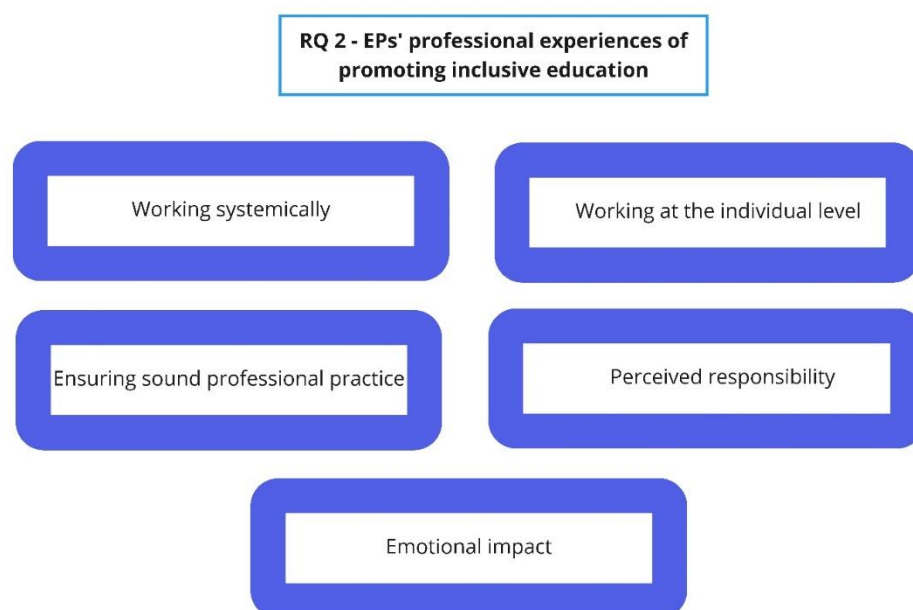 RQ 2 - EPs' professional experiences of
promoting inclusive education
Working systemically
Working at the individual level
Ensuring sound professional practice
Perceived responsibility
Emotional impact